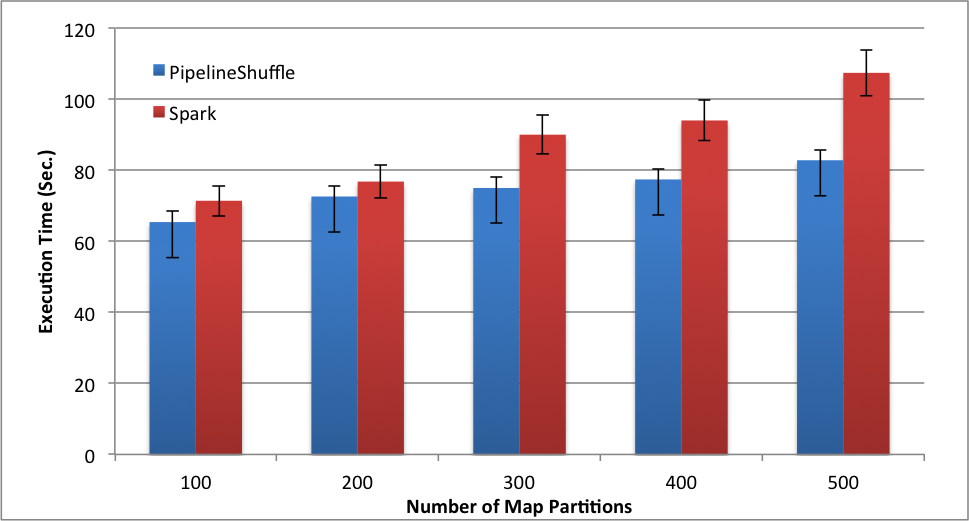 120
100
80
60
40
20
0
Execution Time (Sec.)
PipelineShuffle
Spark
100 200 300 400 500
Number of Map Partitions